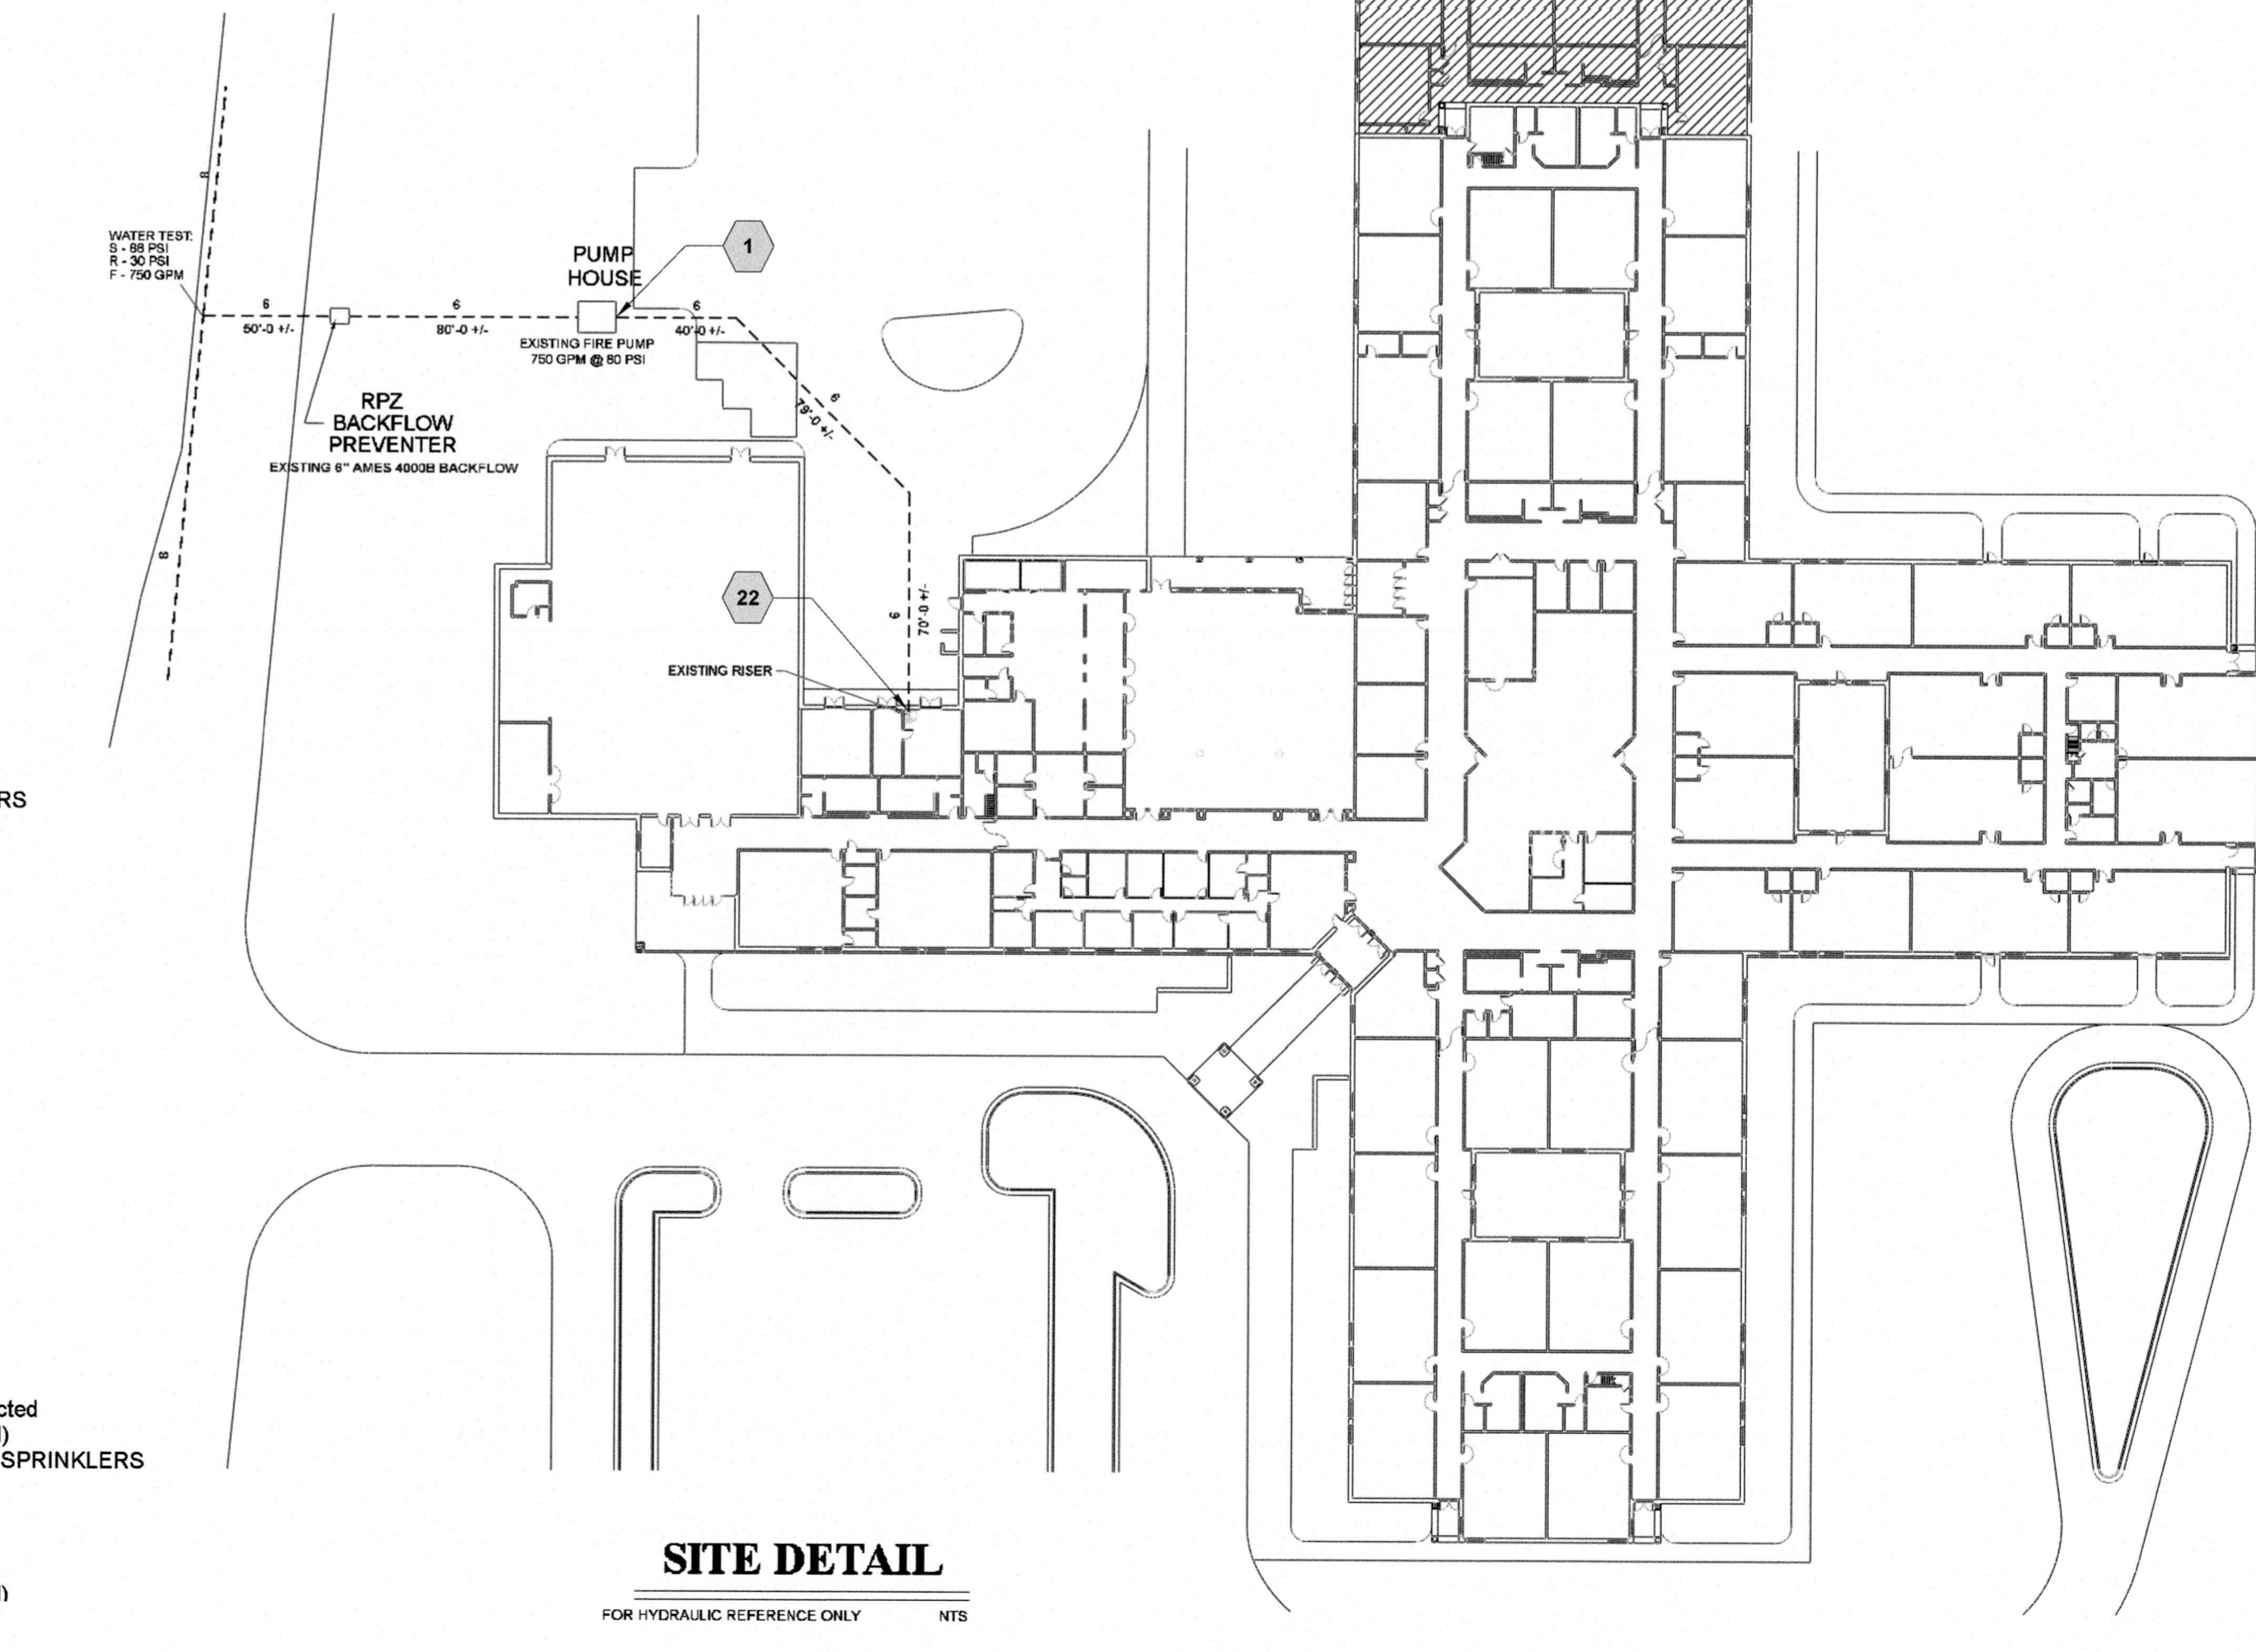 8
WATER TEST:
S - 88 PSI
R - 30 PSI
F - 750 GPM
PUMP
HOUSE
1
6
50'-0 +/-
6
80'-0 +/-
6
40'-0 +/-
EXISTING FIRE PUMP
750 GPM @ 80 PSI
6
79'-0 +/-
RPZ
BACKFLOW
PREVENTER
EXISTING 6" AMES 4000B BACKFLOW
8
22
6
70'-0 +/-
EXISTING RISER
RS
cted
)
SPRINKLERS
)
SITE DETAIL
FOR HYDRAULIC REFERENCE ONLY NTS